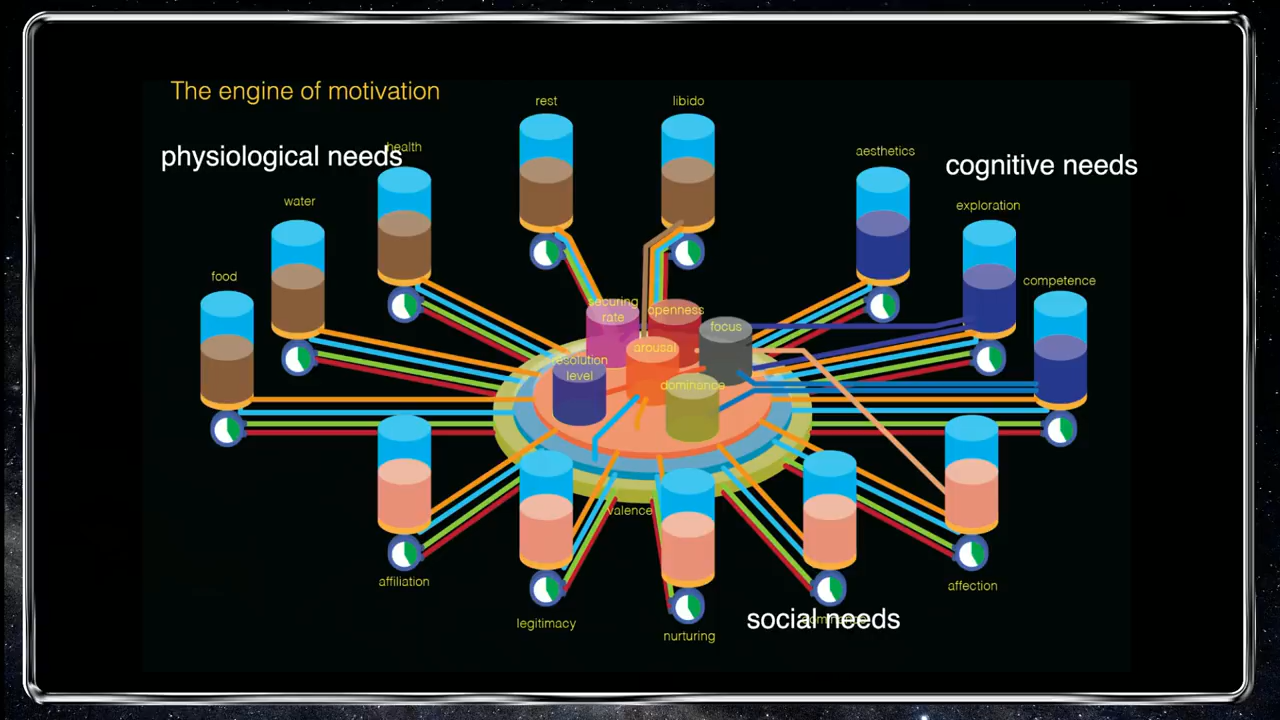 The engine of motivation
rest
libido
physiological needs
health
aesthetics
cognitive needs
water
exploration
food
competence
securing
rate
openness
focus
arousal
resolution
level
dominance
valence
affiliation
legitimacy
nurturing
social needs
affection